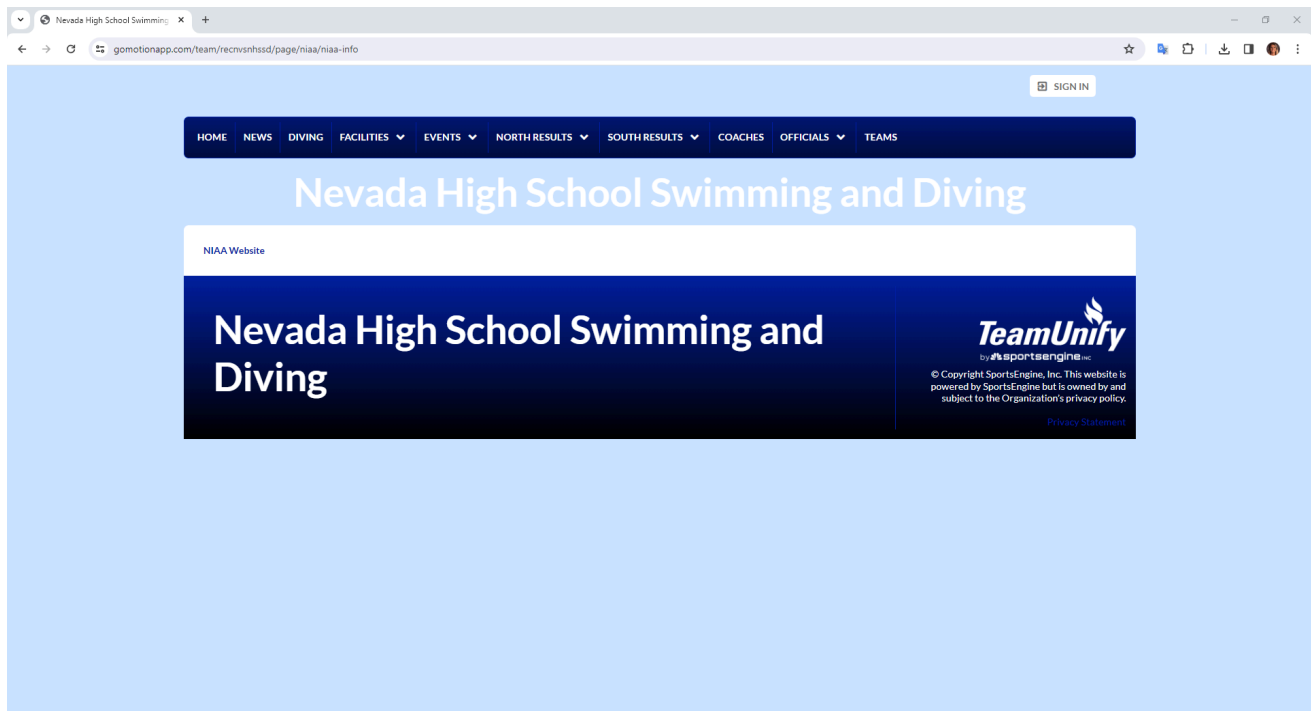 Nevada High School Swimming
gomotionapp.com/team/recnvsnhssd/page/niaa/niaa-info
SIGN IN
HOME NEWS DIVING FACILITIES EVENTS NORTH RESULTS SOUTH RESULTS COACHES OFFICIALS TEAMS
Nevada High School Swimming and Diving
NIAA Website
Nevada High School Swimming and
Diving
TeamUnify
by sportsengine INC
© Copyright SportsEngine, Inc. This website is
powered by SportsEngine but is owned by and
subject to the Organization's privacy policy.
Privacy Statement